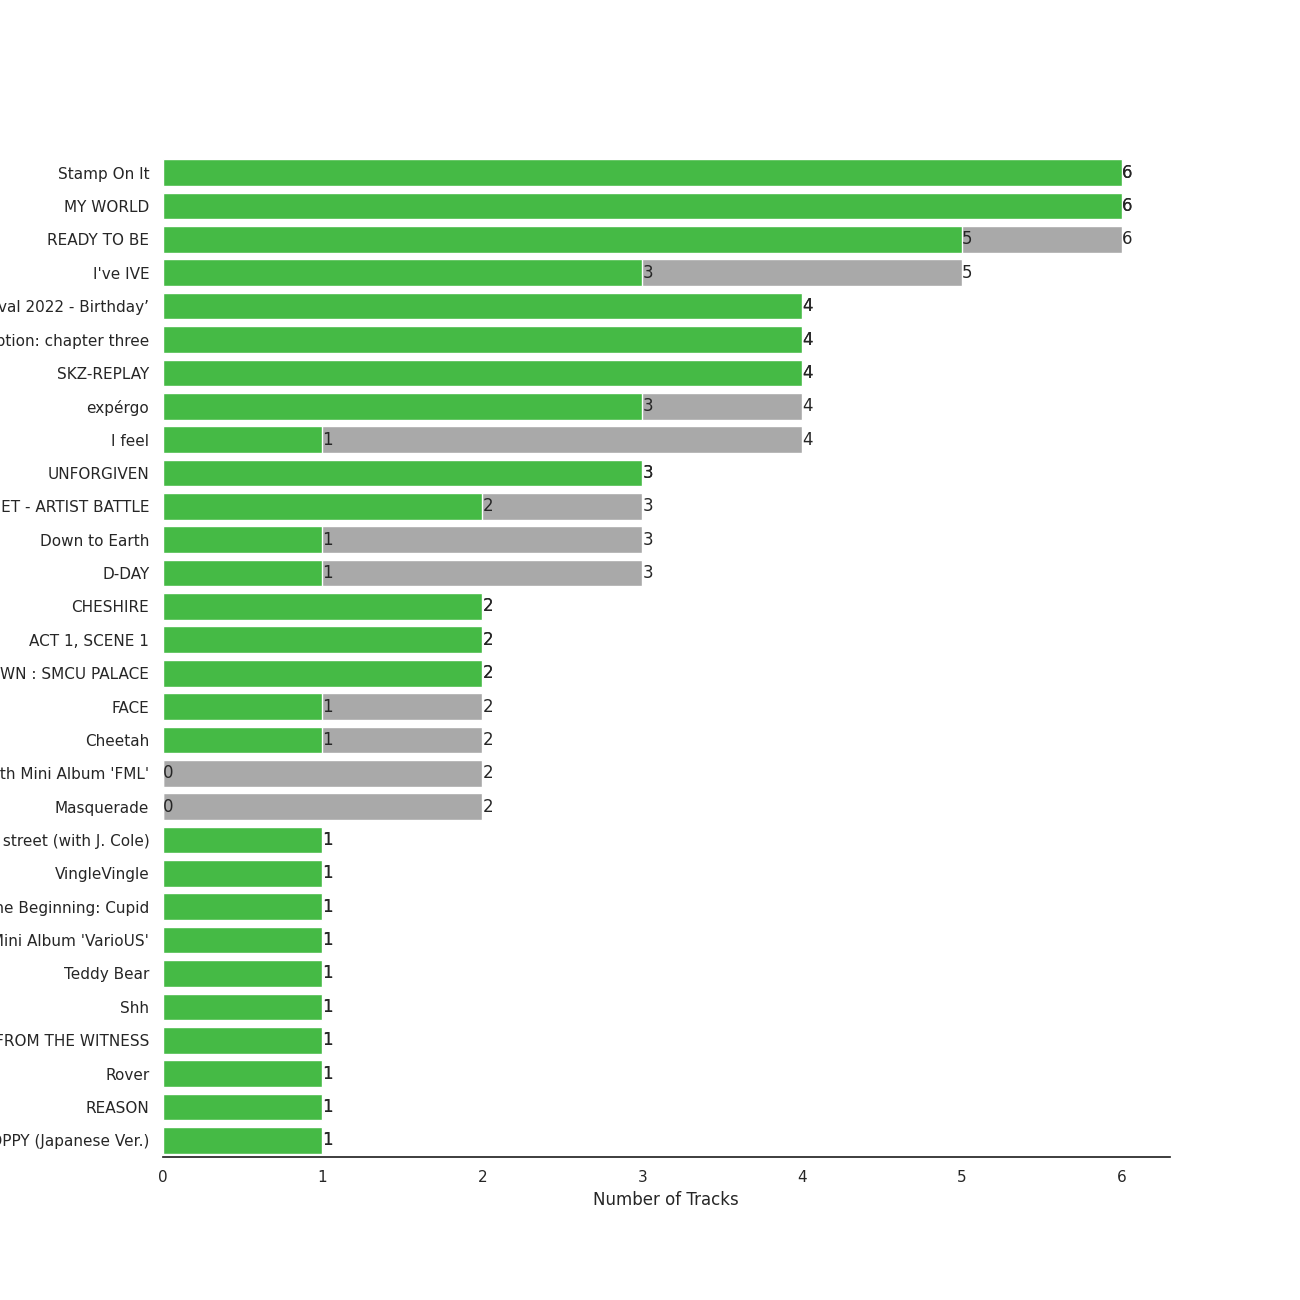 Stamp On It 6
MY WORLD 6
READY TO BE 5 6
I've IVE 3 5
val 2022 - Birthday’ 4
ption: chapter three 4
SKZ-REPLAY 4
expérgo 3 4
I feel 1 4
UNFORGIVEN 3
ET - ARTIST BATTLE 2 3
Down to Earth 1 3
D-DAY 1 3
CHESHIRE 2
ACT 1, SCENE 1 2
WN : SMCU PALACE 2
FACE 1 2
Cheetah 1 2
th Mini Album 'FML' 0 2
Masquerade 0 2
street (with J. Cole) 1
VingleVingle 1
he Beginning: Cupid 1
Mini Album 'VarioUS' 1
Teddy Bear 1
Shh 1
FROM THE WITNESS 1
Rover 1
REASON 1
OPPY (Japanese Ver.) 1
0 1 2 3 4 5 6
Number of Tracks